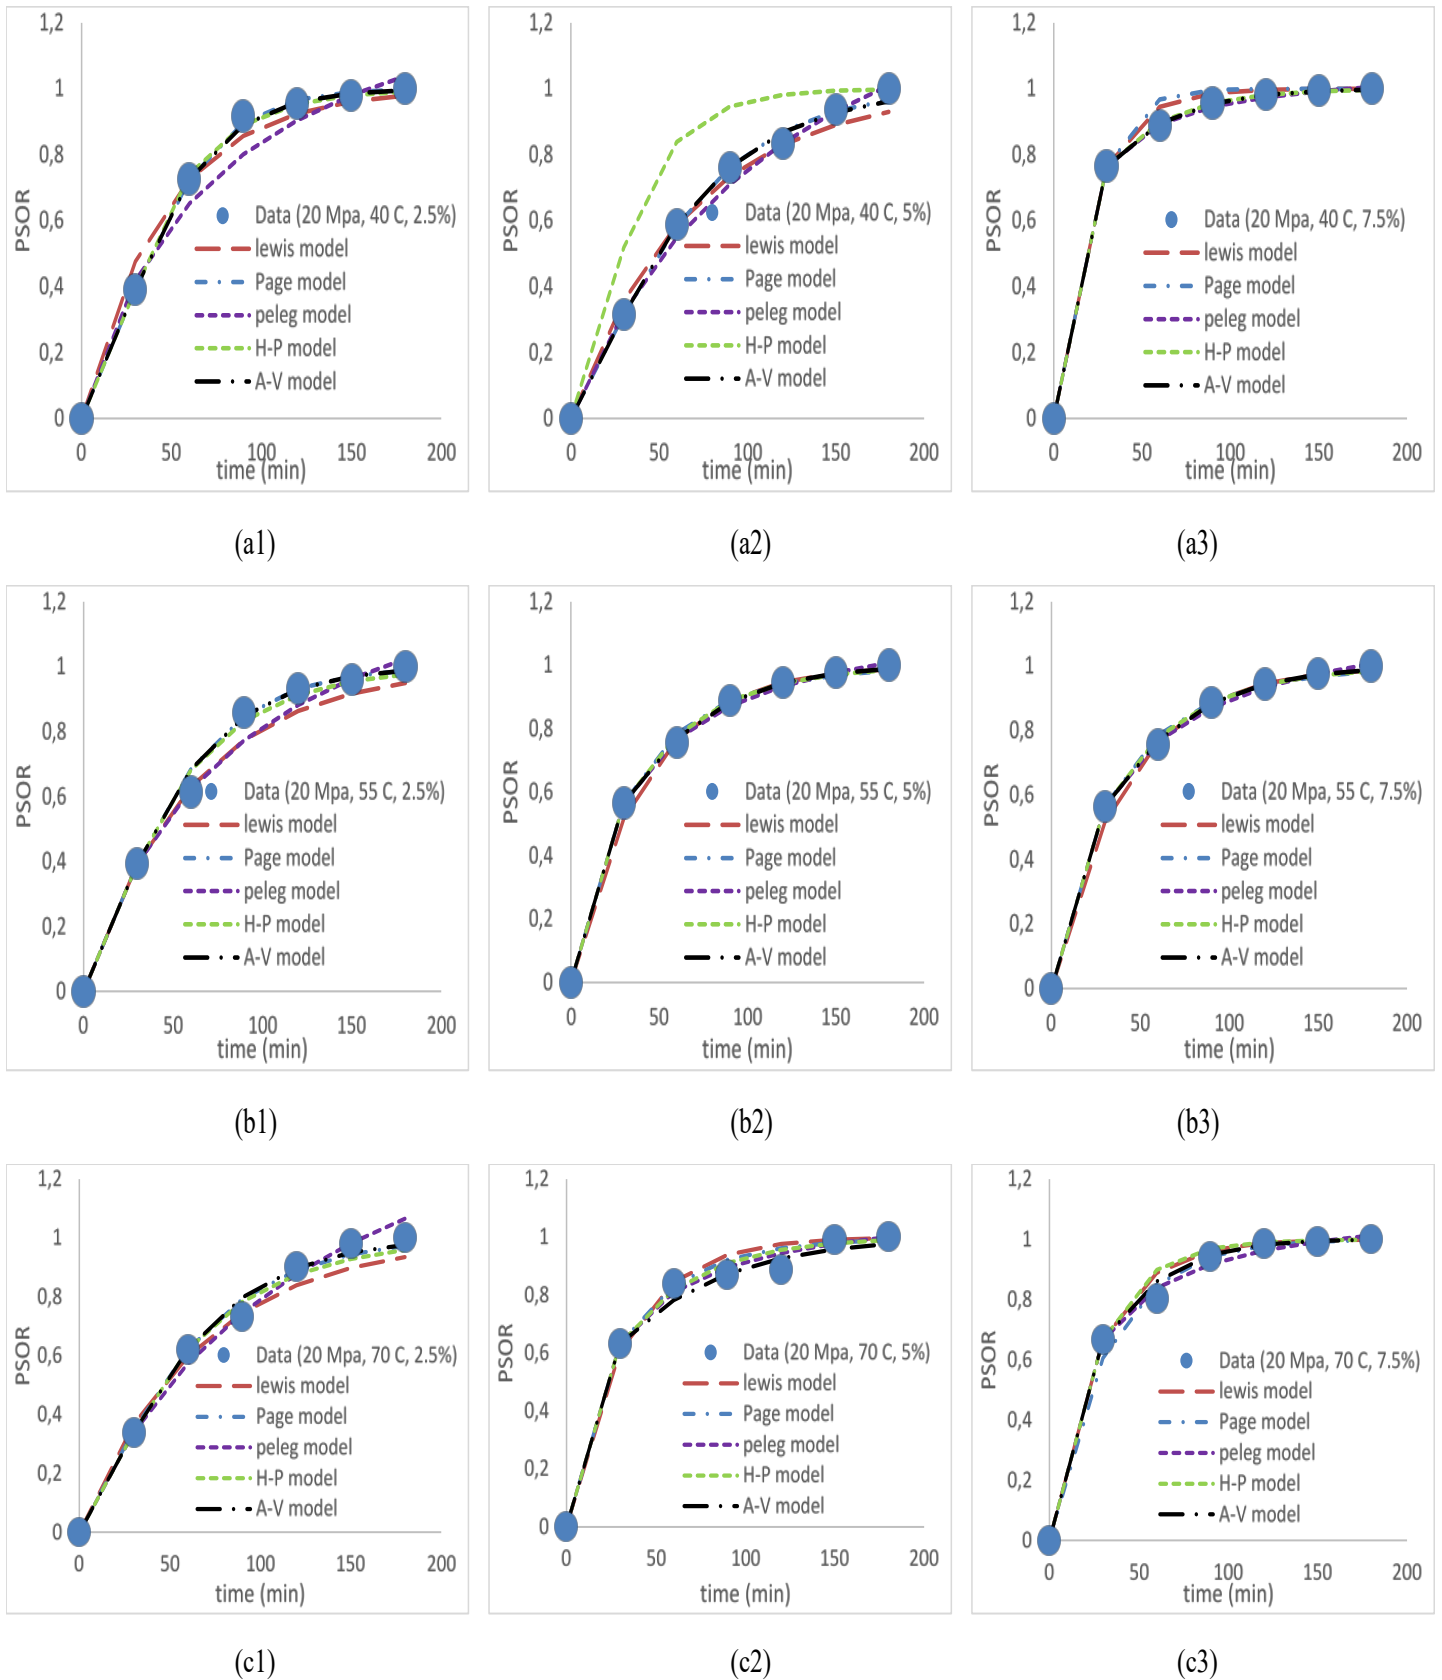 1,2
1
0,8
0,6
0,4
0,2
0
PSOR
Data (20 Mpa, 40 C, 2.5%)
lewis model
Page model
peleg model
H-P model
A-V model
0 50 100 150 200
time (min)
(a1)
1,2
1
0,8
0,6
0,4
0,2
0
PSOR
Data (20 Mpa, 40 C, 5%)
lewis model
Page model
peleg model
H-P model
A-V model
0 50 100 150 200
time (min)
(a2)
1,2
1
0,8
0,6
0,4
0,2
0
PSOR
Data (20 Mpa, 40 C, 7.5%)
lewis model
Page model
peleg model
H-P model
A-V model
0 50 100 150 200
time (min)
(a3)
1,2
1
0,8
0,6
0,4
0,2
0
PSOR
Data (20 Mpa, 55 C, 2.5%)
lewis model
Page model
peleg model
H-P model
A-V model
0 50 100 150 200
time (min)
(b1)
1,2
1
0,8
0,6
0,4
0,2
0
PSOR
Data (20 Mpa, 55 C, 5%)
lewis model
Page model
peleg model
H-P model
A-V model
0 50 100 150 200
time (min)
(b2)
1,2
1
0,8
0,6
0,4
0,2
0
PSOR
Data (20 Mpa, 55 C, 7.5%)
lewis model
Page model
peleg model
H-P model
A-V model
0 50 100 150 200
time (min)
(b3)
1,2
1
0,8
0,6
0,4
0,2
0
PSOR
Data (20 Mpa, 70 C, 2.5%)
lewis model
Page model
peleg model
H-P model
A-V model
0 50 100 150 200
time (min)
(c1)
1,2
1
0,8
0,6
0,4
0,2
0
PSOR
Data (20 Mpa, 70 C, 5%)
lewis model
Page model
peleg model
H-P model
A-V model
0 50 100 150 200
time (min)
(c2)
1,2
1
0,8
0,6
0,4
0,2
0
PSOR
Data (20 Mpa, 70 C, 7.5%)
lewis model
Page model
peleg model
H-P model
A-V model
0 50 100 150 200
time (min)
(c3)